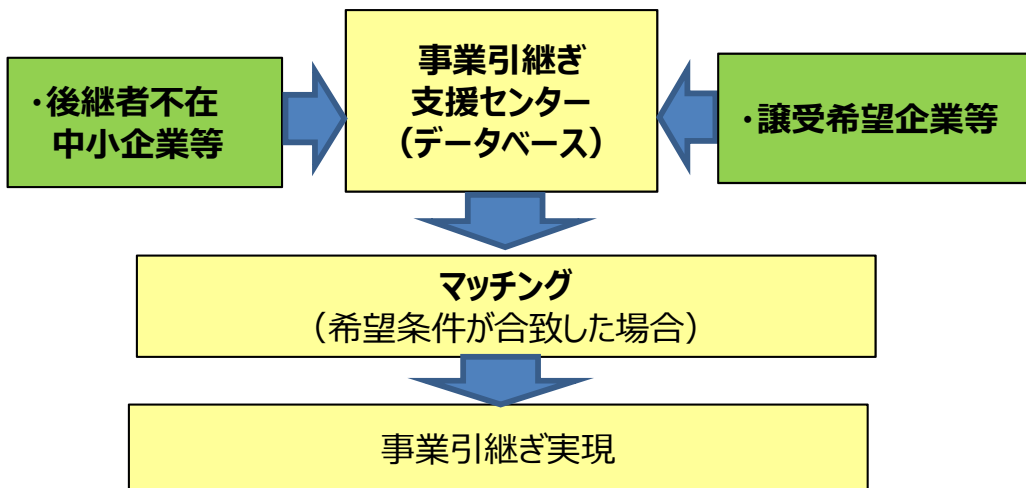 ・後継者不在
中小企業等
事業引継ぎ
支援センター
(データベース)
・譲受希望企業等
マッチング
(希望条件が合致した場合)
事業引継ぎ実現